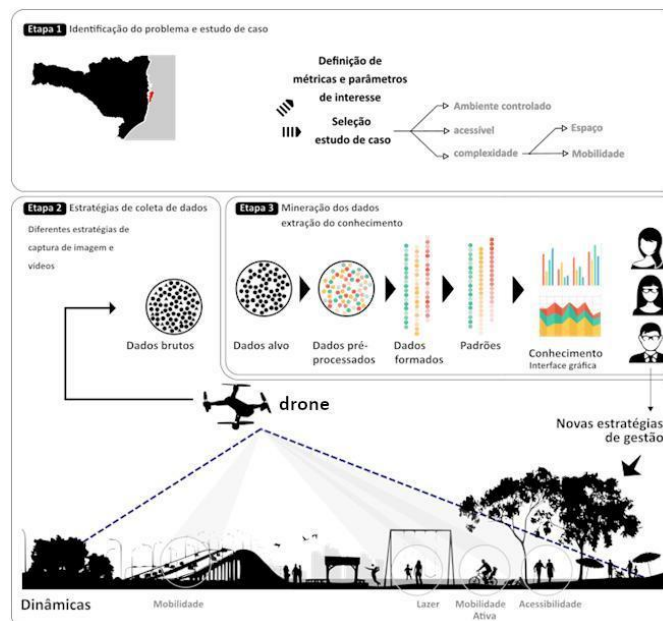 Etapa 1 Identificação do problema e estudo de caso
Definição de
métricas e parâmetros
de interesse
Seleção
estudo de caso
Ambiente controlado
acessível
complexidade
Espaço
Mobilidade
Etapa 2 Estratégias de coleta de dados
Diferentes estratégias de
captura de imagem e
vídeos
Dados brutos
Etapa 3 Mineração dos dados
extração do conhecimento
Dados alvo
Dados pré-
processados
Dados
formados
Padrões
Conhecimento
Interface gráfica
drone
Novas estratégias
de gestão
Dinâmicas
Mobilidade
Lazer
Mobilidade
Ativa
Acessibilidade